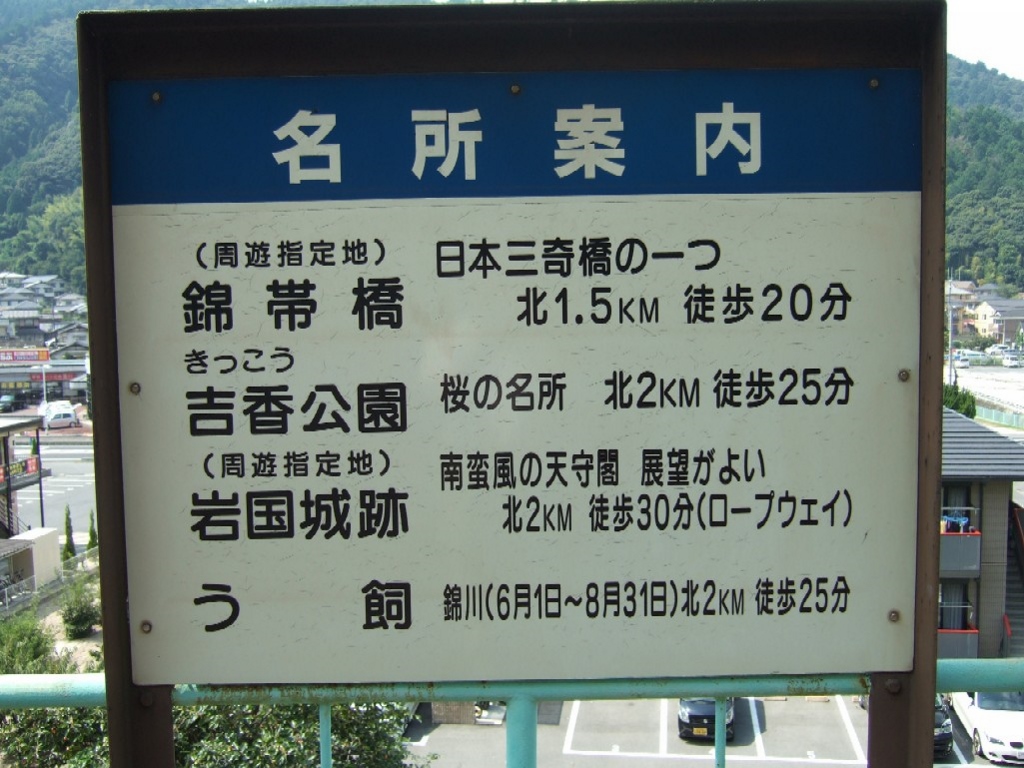 名所案内
(周遊指定地)
錦帯橋
日本三奇橋の一つ
北1.5KM 徒歩20分
きっこう
吉香公園
桜の名所 北2KM 徒歩25分
(周遊指定地)
岩国城跡
南蛮風の天守閣 展望がよい
北2KM 徒歩30分(ロープウェイ)
う飼
錦川(6月1日～8月31日)北2KM 徒歩25分